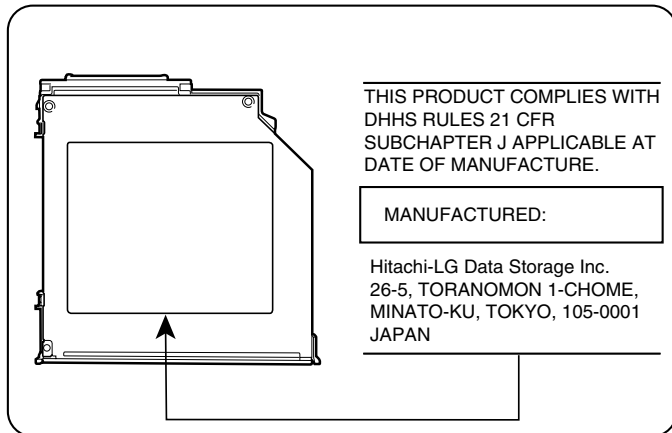 THIS PRODUCT COMPLIES WITH
DHHS RULES 21 CFR
SUBCHAPTER J APPLICABLE AT
DATE OF MANUFACTURE.
MANUFACTURED:
Hitachi-LG Data Storage Inc.
26-5, TORANOMON 1-CHOME,
MINATO-KU, TOKYO, 105-0001
JAPAN